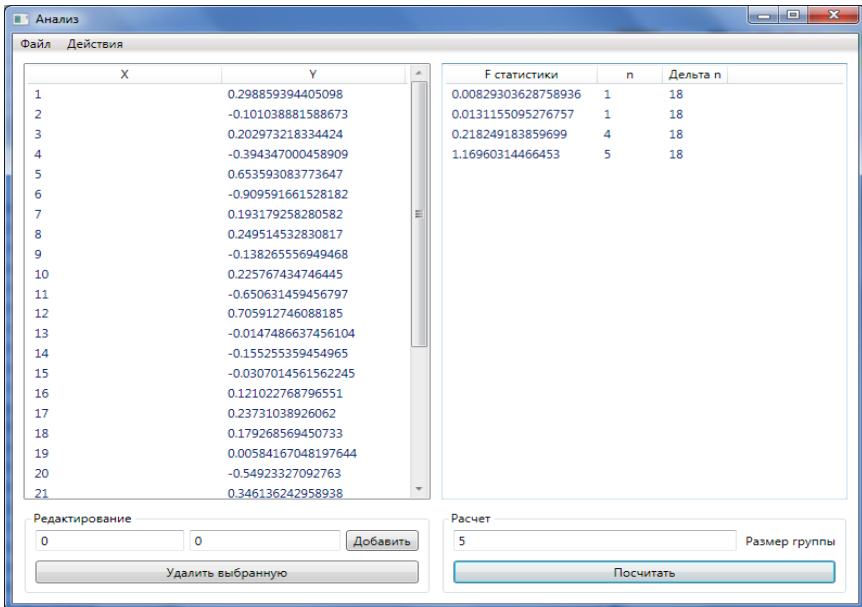 Анализ
Файл Действия
X Y
1 0.298859394405098
2 -0.101038881588673
3 0.202973218334424
4 -0.394347000458909
5 0.653593083773647
6 -0.909591661528182
7 0.193179258280582
8 0.249514532830817
9 -0.138265556949468
10 0.225767434746445
11 -0.650631459456797
12 0.705912746088185
13 -0.0147486637456104
14 -0.155255359454965
15 -0.0307014561562245
16 0.121022768796551
17 0.23731038926062
18 0.179268569450733
19 0.00584167048197644
20 -0.54923327092763
21 0.346136242958938
F статистики n Дельта n
0.00829303628758936 1 18
0.0131155095276757 1 18
0.218249183859699 4 18
1.16960314466453 5 18
Редактирование
0 0 Добавить
Удалить выбранную
Расчет
5 Размер группы
Посчитать